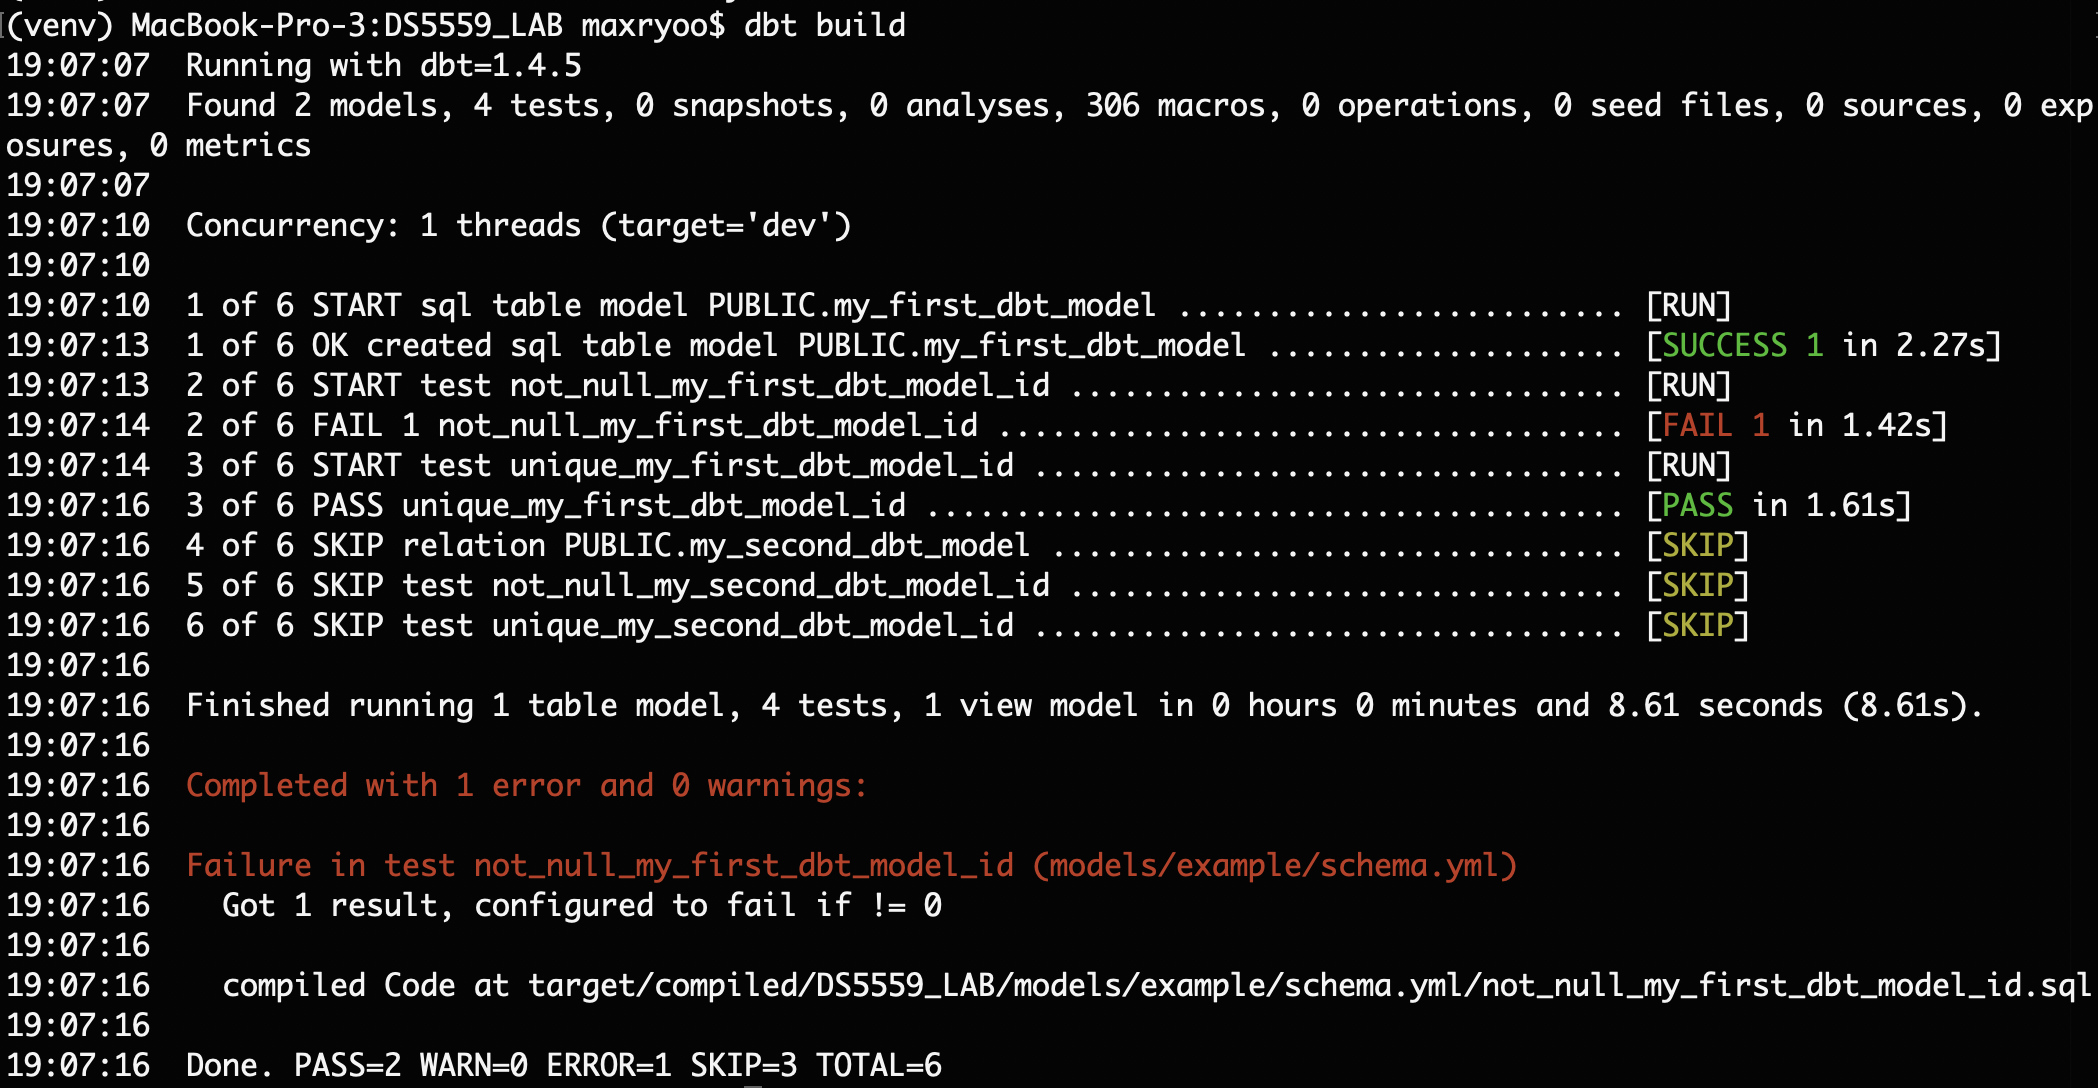 (venv) MacBook-Pro-3:DS5559_LAB maxryoo$ dbt build
19:07:07  Running with dbt=1.4.5
19:07:07  Found 2 models, 4 tests, 0 snapshots, 0 analyses, 306 macros, 0 operations, 0 seed files, 0 sources, 0 exp
osures, 0 metrics
19:07:07
19:07:10  Concurrency: 1 threads (target='dev')
19:07:10
19:07:10  1 of 6 START sql table model PUBLIC.my_first_dbt_model ......................... [RUN]
19:07:13  1 of 6 OK created sql table model PUBLIC.my_first_dbt_model .................... [SUCCESS 1 in 2.27s]
19:07:13  2 of 6 START test not_null_my_first_dbt_model_id ............................... [RUN]
19:07:14  2 of 6 FAIL 1 not_null_my_first_dbt_model_id ................................... [FAIL 1 in 1.42s]
19:07:14  3 of 6 START test unique_my_first_dbt_model_id ................................. [RUN]
19:07:16  3 of 6 PASS unique_my_first_dbt_model_id ....................................... [PASS in 1.61s]
19:07:16  4 of 6 SKIP relation PUBLIC.my_second_dbt_model ................................ [SKIP]
19:07:16  5 of 6 SKIP test not_null_my_second_dbt_model_id ............................... [SKIP]
19:07:16  6 of 6 SKIP test unique_my_second_dbt_model_id ................................. [SKIP]
19:07:16
19:07:16  Finished running 1 table model, 4 tests, 1 view model in 0 hours 0 minutes and 8.61 seconds (8.61s).
19:07:16
19:07:16  Completed with 1 error and 0 warnings:
19:07:16
19:07:16  Failure in test not_null_my_first_dbt_model_id (models/example/schema.yml)
19:07:16    Got 1 result, configured to fail if != 0
19:07:16
19:07:16    compiled Code at target/compiled/DS5559_LAB/models/example/schema.yml/not_null_my_first_dbt_model_id.sql
19:07:16
19:07:16  Done. PASS=2 WARN=0 ERROR=1 SKIP=3 TOTAL=6